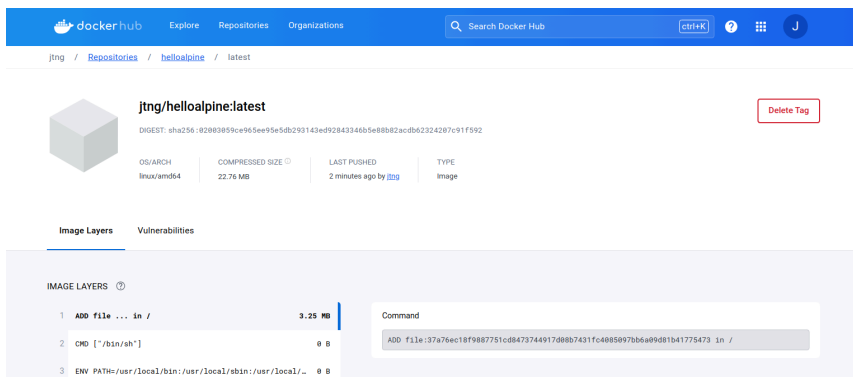 dockerhub Explore Repositories Organizations Search Docker Hub ctrl+K ? J
jtng / Repositories / helloalpine / latest
jtng/helloalpine:latest
Delete Tag
DIGEST: sha256:02003059ce965ee95e5db293143ed92843346b5e88b82acdb62324207c91f592
OS/ARCH COMPRESSED SIZE LAST PUSHED TYPE
linux/amd64 22.76 MB 2 minutes ago by jtng Image
Image Layers Vulnerabilities
IMAGE LAYERS ?
1 ADD file ... in / 3.25 MB
Command
ADD file:37a76ec18f9887751cd8473744917d08b7431fc4085097bb6a09d81b41775473 in /
2 CMD ["/bin/sh"] 0 B
3 ENV PATH=/usr/local/bin:/usr/local/sbin:/usr/local/… 0 B